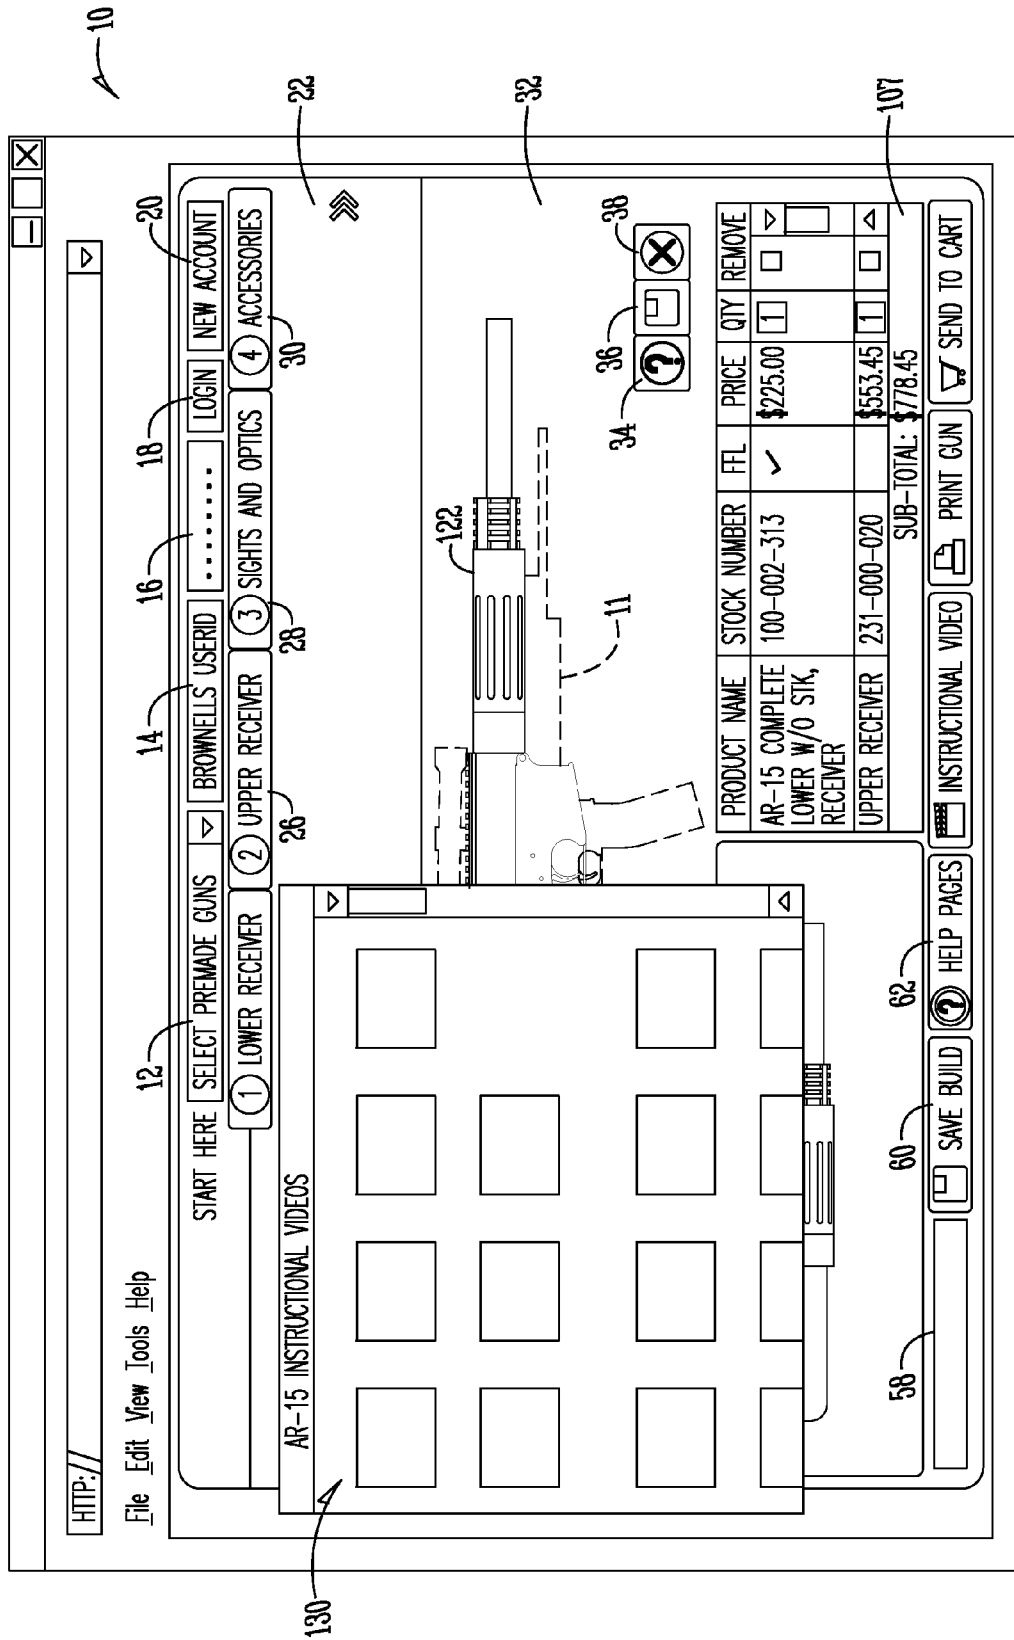 10
HTTP://
File Edit View Tools Help
12
14
16
18
20
START HERE SELECT PREMADE GUNS BROWNELLS USERID ........ LOGIN NEW ACCOUNT
1 LOWER RECEIVER 2 UPPER RECEIVER 3 SIGHTS AND OPTICS 4 ACCESSORIES
26
28
30
22
130
AR-15 INSTRUCTIONAL VIDEOS
122
32
11
34
36
38
PRODUCT NAME STOCK NUMBER FFL PRICE QTY REMOVE
AR-15 COMPLETE 100-002-313 ✓ $225.00 1
LOWER W/O STK,
RECEIVER
UPPER RECEIVER 231-000-020 $553.45 1
SUB-TOTAL: $778.45
107
58
60
62
SAVE BUILD ? HELP PAGES INSTRUCTIONAL VIDEO PRINT GUN SEND TO CART